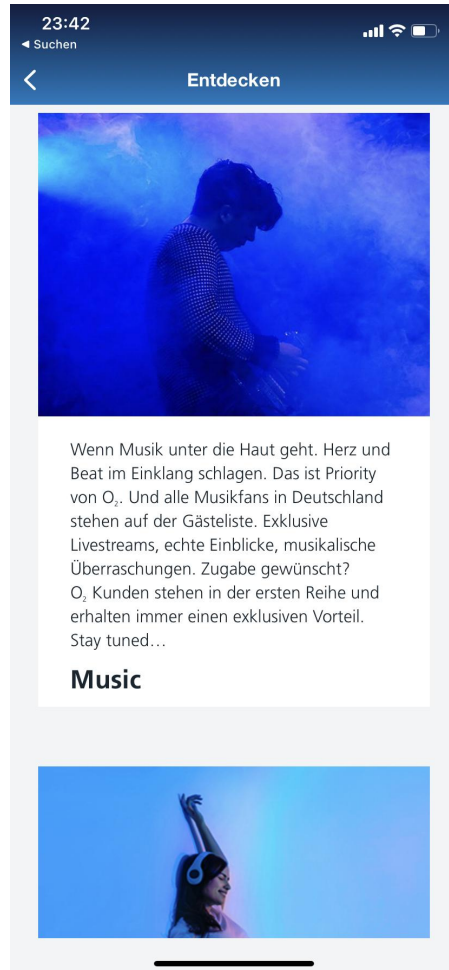 23:42
◀ Suchen
Entdecken
Wenn Musik unter die Haut geht. Herz und
Beat im Einklang schlagen. Das ist Priority
von O₂. Und alle Musikfans in Deutschland
stehen auf der Gästeliste. Exklusive
Livestreams, echte Einblicke, musikalische
Überraschungen. Zugabe gewünscht?
O₂ Kunden stehen in der ersten Reihe und
erhalten immer einen exklusiven Vorteil.
Stay tuned…
Music